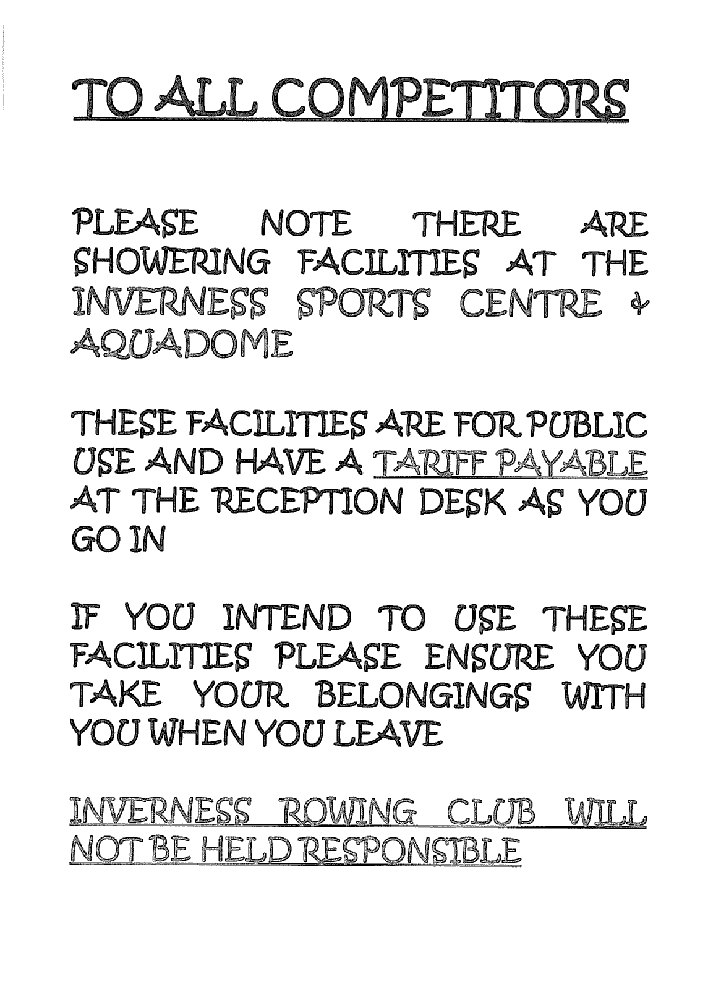 TO ALL COMPETITORS
PLEASE NOTE THERE ARE
SHOWERING FACILITIES AT THE
INVERNESS SPORTS CENTRE &
AQUADOME
THESE FACILITIES ARE FOR PUBLIC
USE AND HAVE A TARIFF PAYABLE
AT THE RECEPTION DESK AS YOU
GO IN
IF YOU INTEND TO USE THESE
FACILITIES PLEASE ENSURE YOU
TAKE YOUR BELONGINGS WITH
YOU WHEN YOU LEAVE
INVERNESS ROWING CLUB WILL
NOT BE HELD RESPONSIBLE